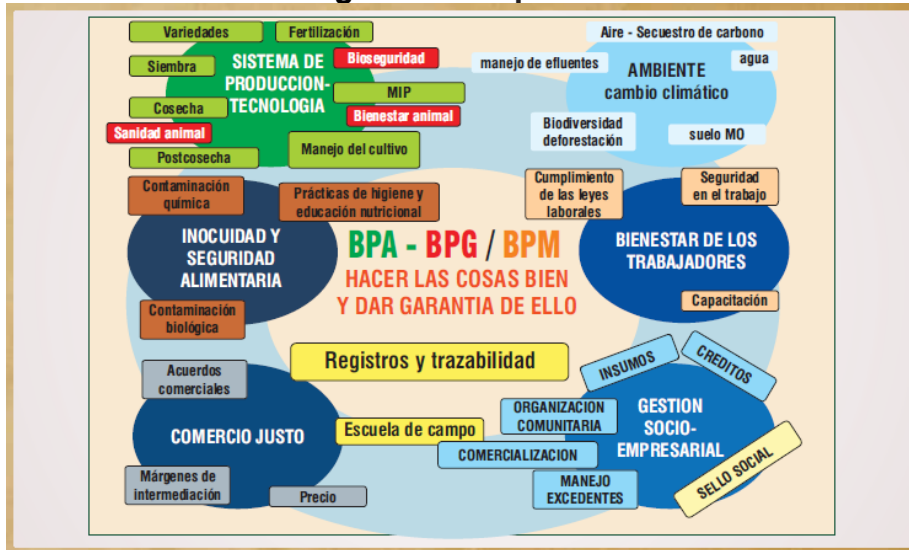 Variedades
Fertilización
Siembra
SISTEMA DE
PRODUCCION-
TECNOLOGIA
Bioseguridad
MIP
Cosecha
Bienestar animal
Sanidad animal
Postcosecha
Manejo del cultivo
Aire - Secuestro de carbono
manejo de efluentes
agua
AMBIENTE
cambio climático
Biodiversidad
deforestación
suelo MO
Contaminación
química
Prácticas de higiene y
educación nutricional
INOCUIDAD Y
SEGURIDAD
ALIMENTARIA
Contaminación
biológica
Cumplimiento
de las leyes
laborales
Seguridad
en el trabajo
BIENESTAR DE LOS
TRABAJADORES
Capacitación
BPA - BPG / BPM
HACER LAS COSAS BIEN
Y DAR GARANTIA DE ELLO
Registros y trazabilidad
Acuerdos
comerciales
COMERCIO JUSTO
Escuela de campo
Márgenes de
intermediación
Precio
INSUMOS
CREDITOS
ORGANIZACION
COMUNITARIA
GESTION
SOCIO-
EMPRESARIAL
COMERCIALIZACION
MANEJO
EXCEDENTES
SELLO SOCIAL